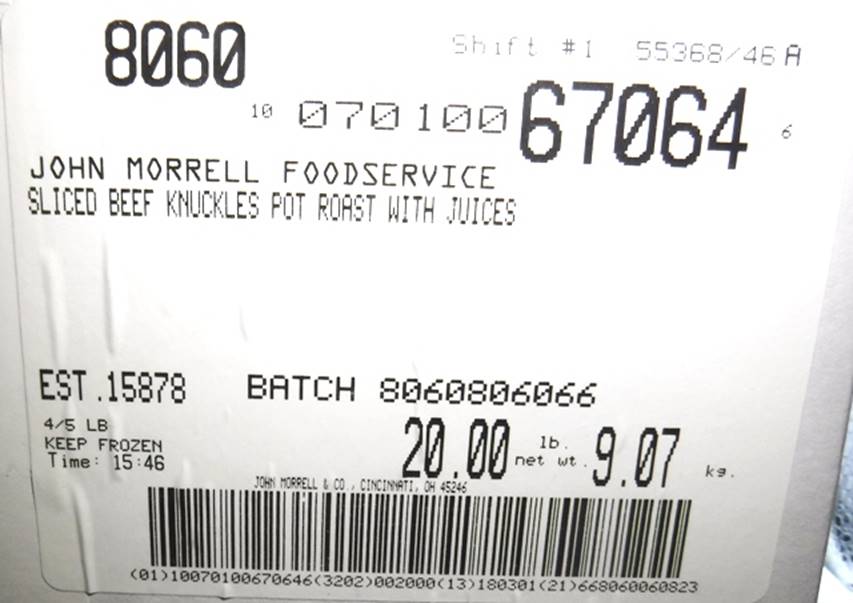 8060
Shift #1 55368/46 A
10 070100 67064 6
JOHN MORRELL FOODSERVICE
SLICED BEEF KNUCKLES POT ROAST WITH JUICES
EST.15878 BATCH 8060806066
4/5 LB
KEEP FROZEN
Time: 15:46
20.00 lb. net wt. 9.07 kg.
JOHN MORRELL & CO., CINCINNATI, OH 45246
(01)10070100670646(3202)002000(13)180301(21)668060060823